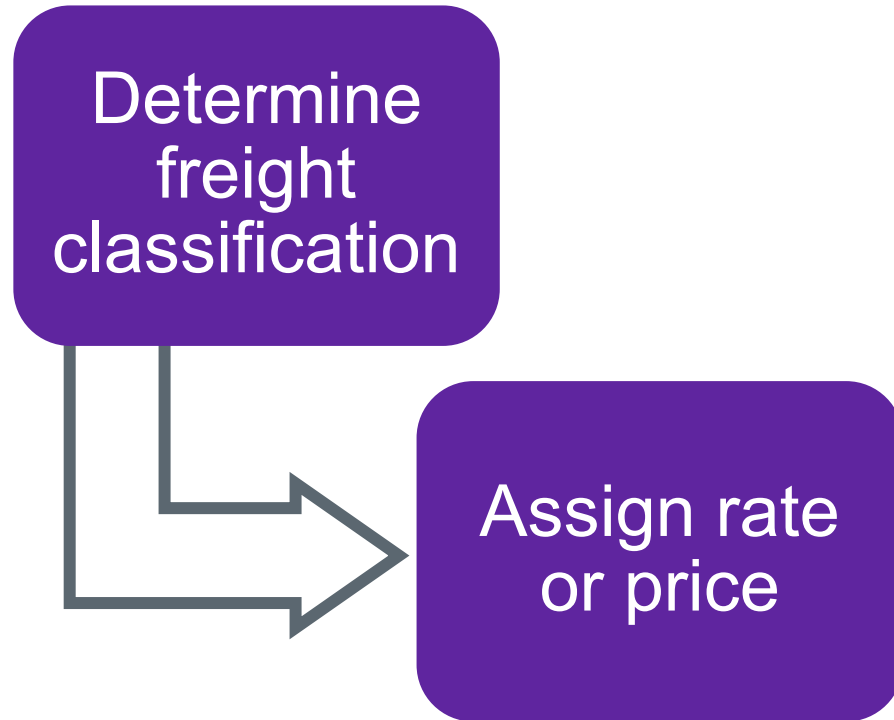 Determine
freight
classification
Assign rate
or price